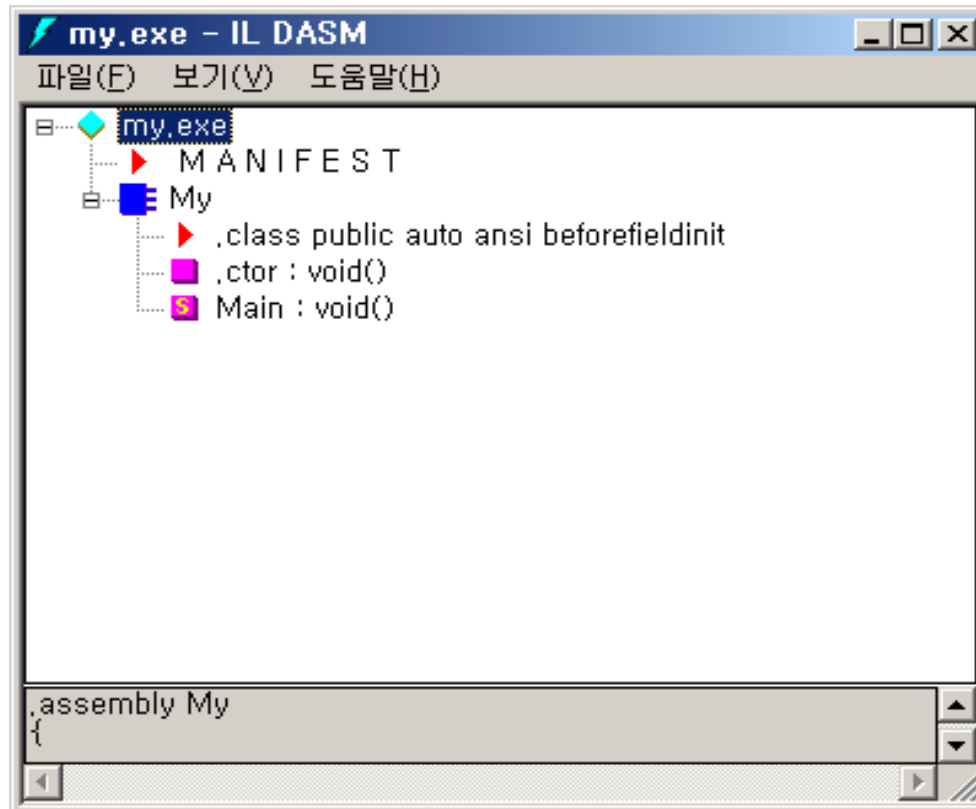 my.exe - IL DASM
파일(F) 보기(V) 도움말(H)
my.exe
M A N I F E S T
My
.class public auto ansi beforefieldinit
.ctor : void()
S Main : void()
.assembly My
{